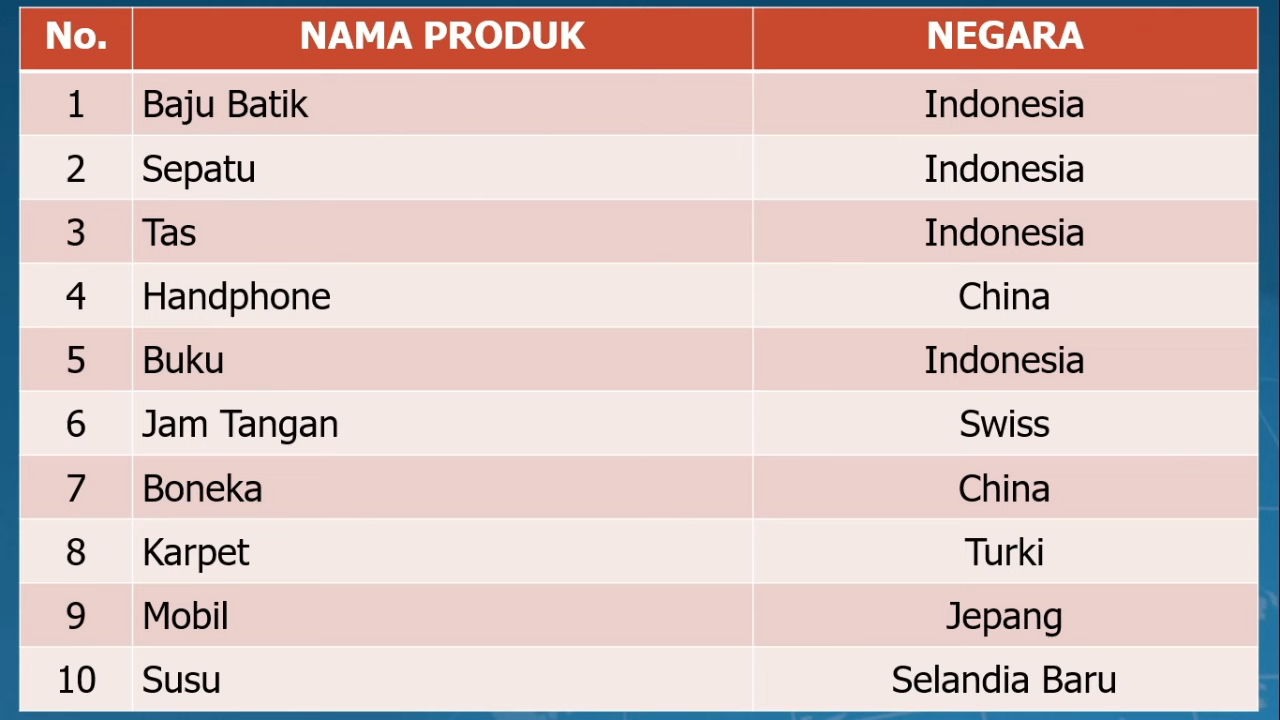 No. NAMA PRODUK NEGARA
1 Baju Batik Indonesia
2 Sepatu Indonesia
3 Tas Indonesia
4 Handphone China
5 Buku Indonesia
6 Jam Tangan Swiss
7 Boneka China
8 Karpet Turki
9 Mobil Jepang
10 Susu Selandia Baru